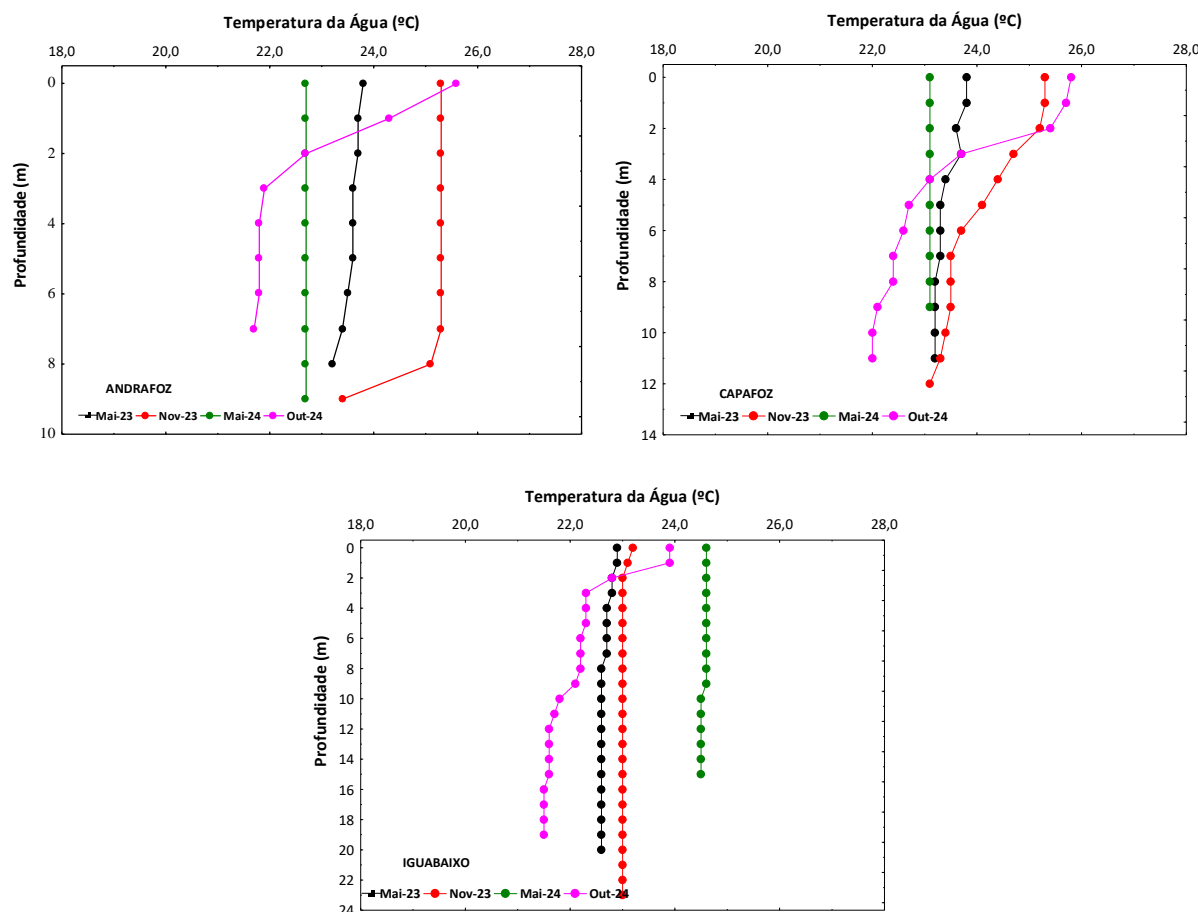 Temperatura da Água (ºC)
18,0 20,0 22,0 24,0 26,0 28,0
Profundidade (m)
0
2
4
6
8
10
ANDRAFOZ
Mai-23 Nov-23 Mai-24 Out-24
Temperatura da Água (ºC)
18,0 20,0 22,0 24,0 26,0 28,0
Profundidade (m)
0
2
4
6
8
10
12
14
CAPAFOZ
Mai-23 Nov-23 Mai-24 Out-24
Temperatura da Água (ºC)
18,0 20,0 22,0 24,0 26,0 28,0
Profundidade (m)
0
2
4
6
8
10
12
14
16
18
20
22
24
IGUABAIXO
Mai-23 Nov-23 Mai-24 Out-24